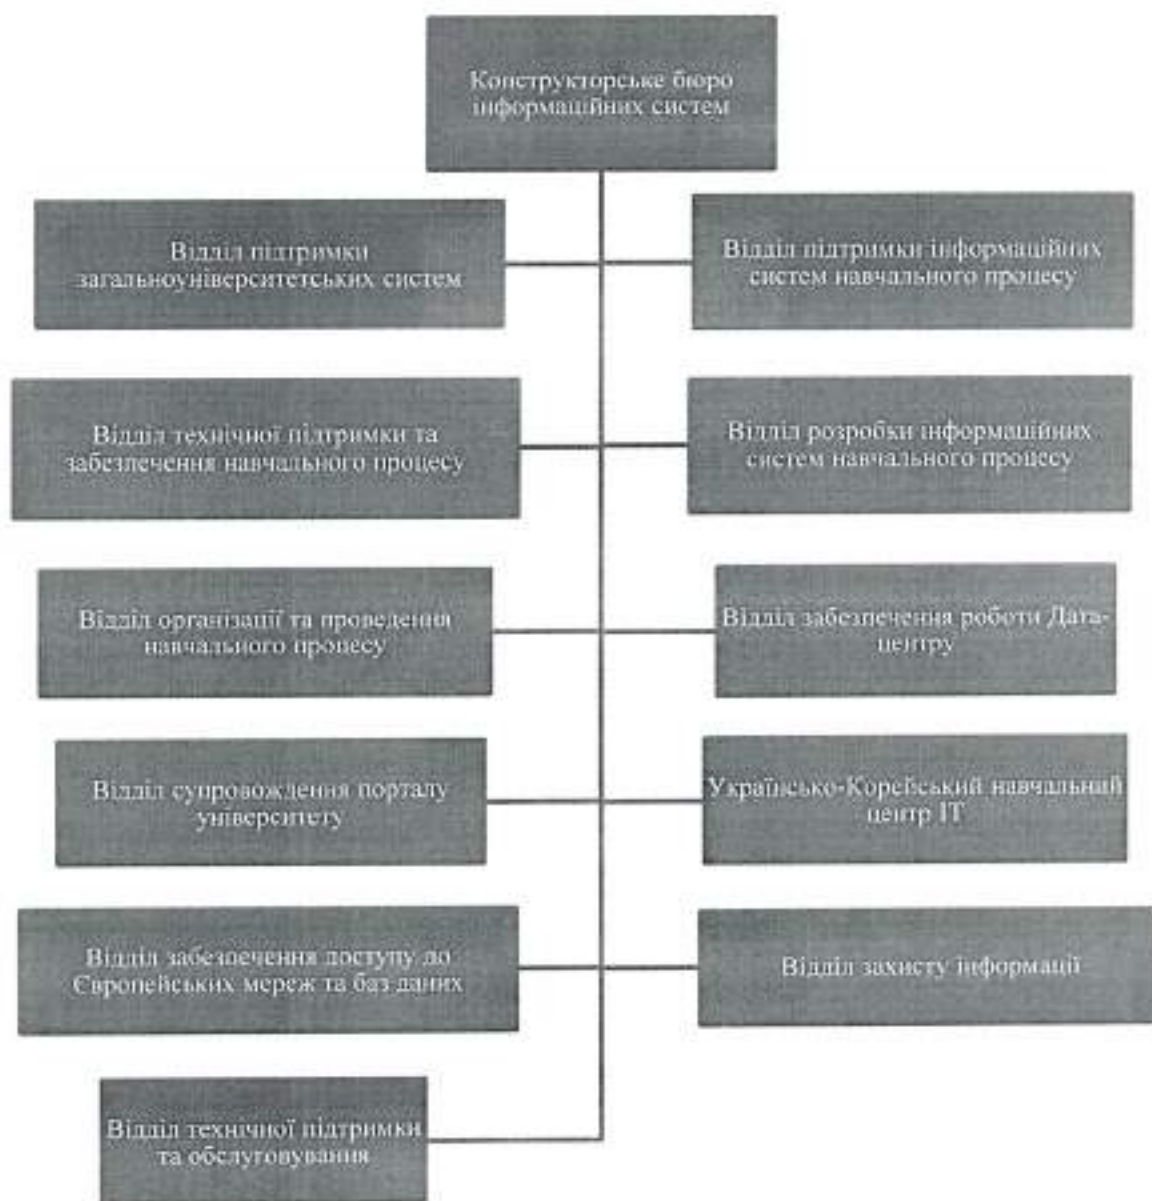 Конструкторське бюро
інформаційних систем
Відділ підтримки
загальноуніверситетських систем
Відділ підтримки інформаційних
систем навчального процесу
Відділ технічної підтримки та
забезпечення навчального процесу
Відділ розробки інформаційних
систем навчального процесу
Відділ організації та проведення
навчального процесу
Відділ забезпечення роботи Дата-
центру
Відділ супроводження порталу
університету
Українсько-Корейський навчальний
центр ІТ
Відділ забезпечення доступу до
Європейських мереж та баз даних
Відділ захисту інформації
Відділ технічної підтримки
та обслуговування